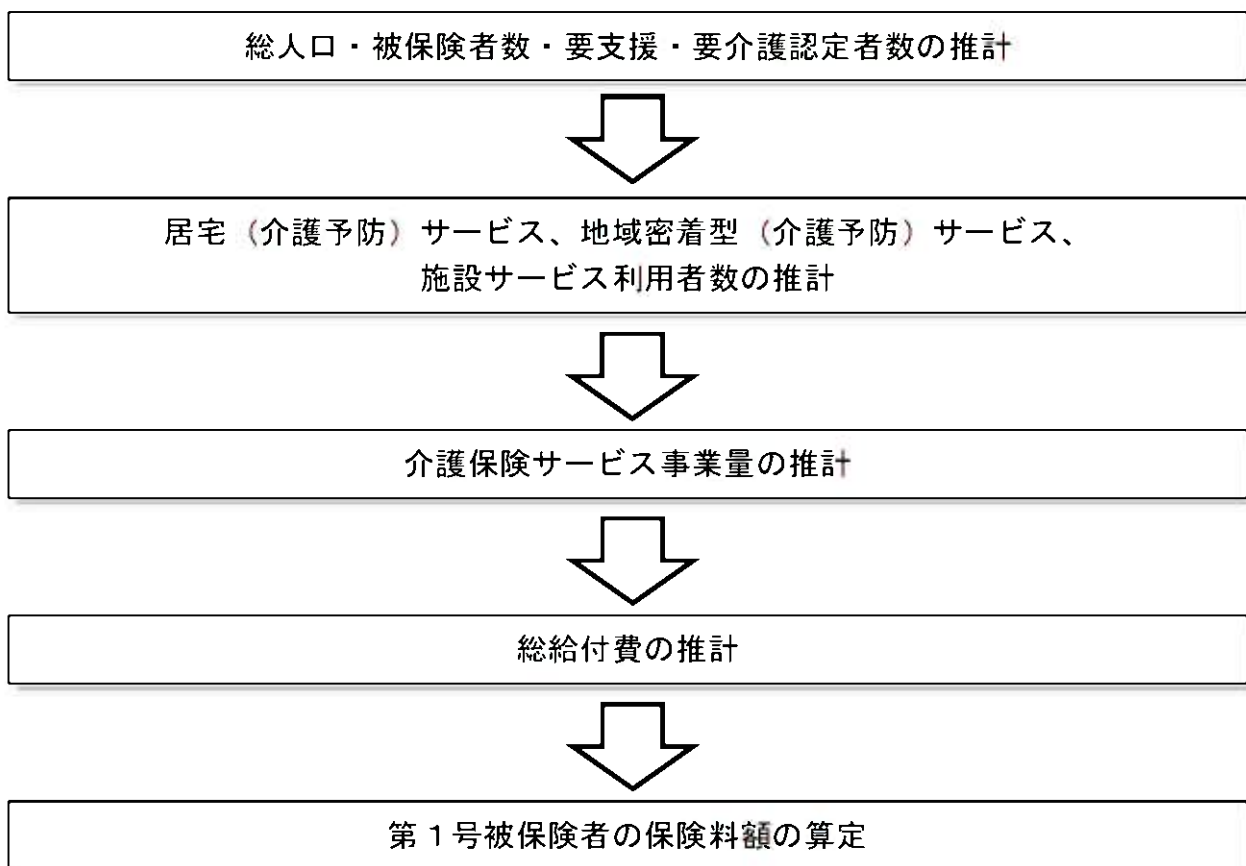 総人口・被保険者数・要支援・要介護認定者数の推計
居宅（介護予防）サービス、地域密着型（介護予防）サービス、
施設サービス利用者数の推計
介護保険サービス事業量の推計
総給付費の推計
第１号被保険者の保険料額の算定